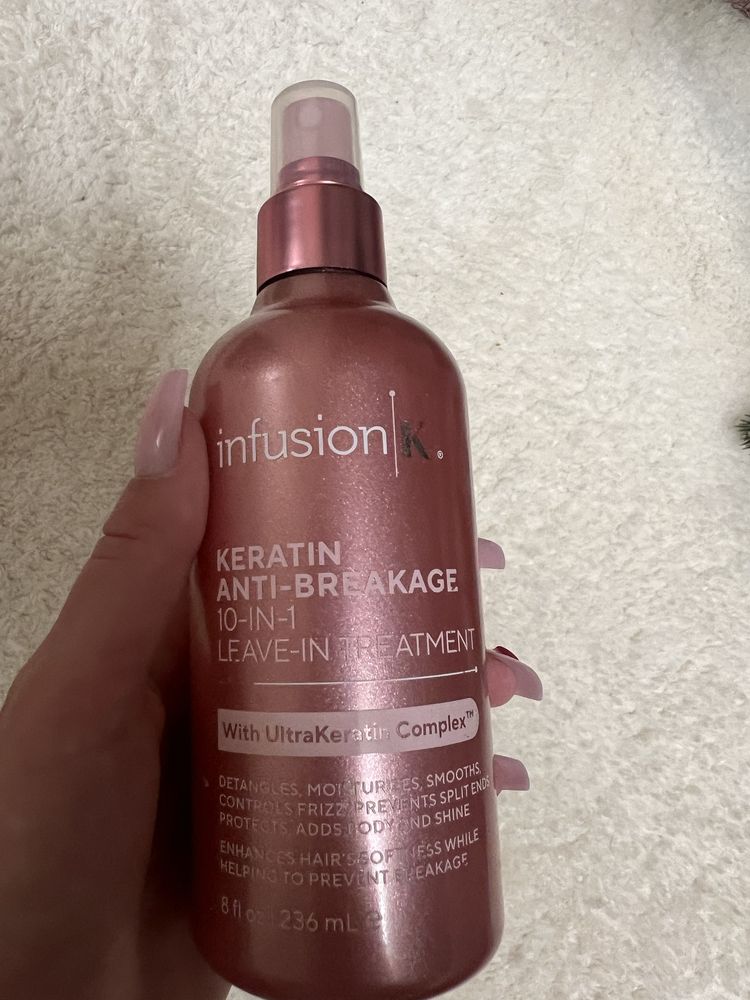 infusion K®
KERATIN
ANTI-BREAKAGE
10-IN-1
LEAVE-IN TREATMENT
With UltraKeratin Complex™
DETANGLES, MOISTURIZES, SMOOTHS,
CONTROLS FRIZZ, PREVENTS SPLIT ENDS
PROTECTS, ADDS BODY AND SHINE
ENHANCES HAIR'S SOFTNESS WHILE
HELPING TO PREVENT BREAKAGE
8 fl oz | 236 mL ℮